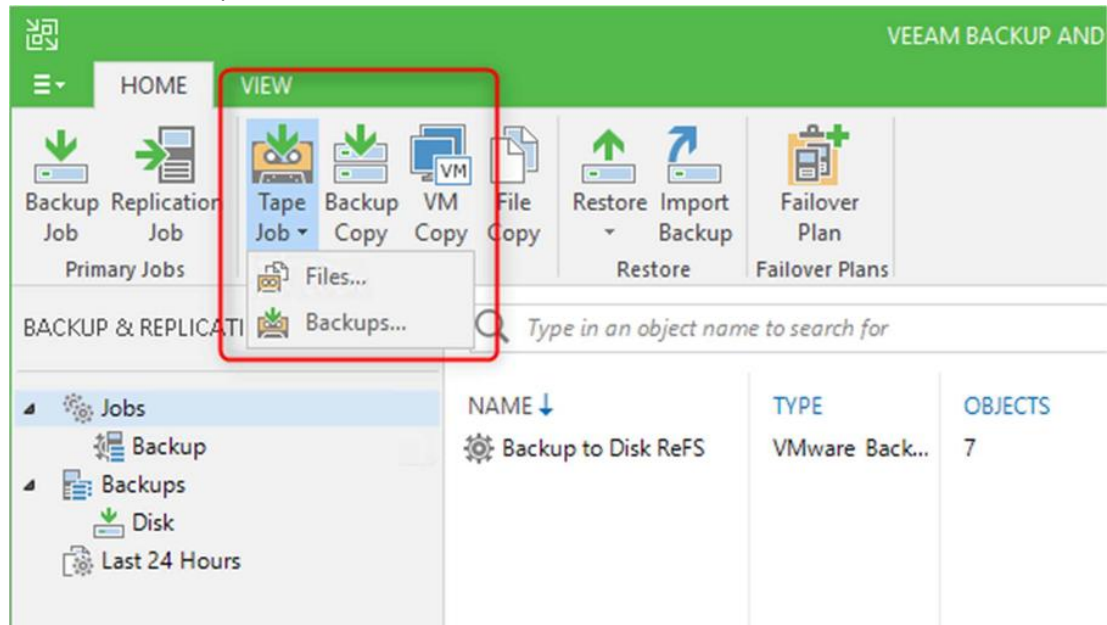 VEEAM BACKUP AND
HOME VIEW
Backup Job
Replication Job
Tape Job
Backup Copy
VM
VM Copy
File Copy
Restore
Import Backup
Failover Plan
Primary Jobs
Restore
Failover Plans
Files...
Backups...
BACKUP & REPLICATI
Type in an object name to search for
Jobs
Backup
Backups
Disk
Last 24 Hours
NAME TYPE OBJECTS
Backup to Disk ReFS VMware Back... 7